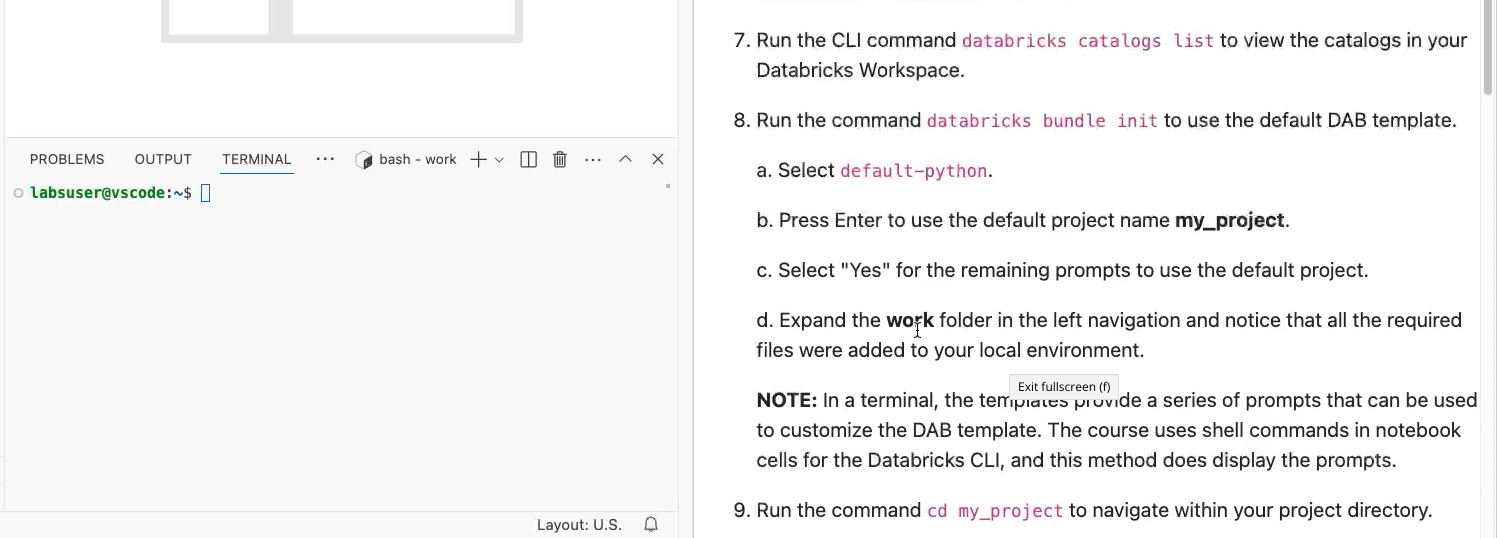 PROBLEMS OUTPUT TERMINAL ··· bash - work
labsuser@vscode:~$
Layout: U.S.
7. Run the CLI command databricks catalogs list to view the catalogs in your
Databricks Workspace.
8. Run the command databricks bundle init to use the default DAB template.
a. Select default-python.
b. Press Enter to use the default project name my_project.
c. Select "Yes" for the remaining prompts to use the default project.
d. Expand the work folder in the left navigation and notice that all the required
files were added to your local environment.
Exit fullscreen (f)
NOTE: In a terminal, the templates provide a series of prompts that can be used
to customize the DAB template. The course uses shell commands in notebook
cells for the Databricks CLI, and this method does display the prompts.
9. Run the command cd my_project to navigate within your project directory.